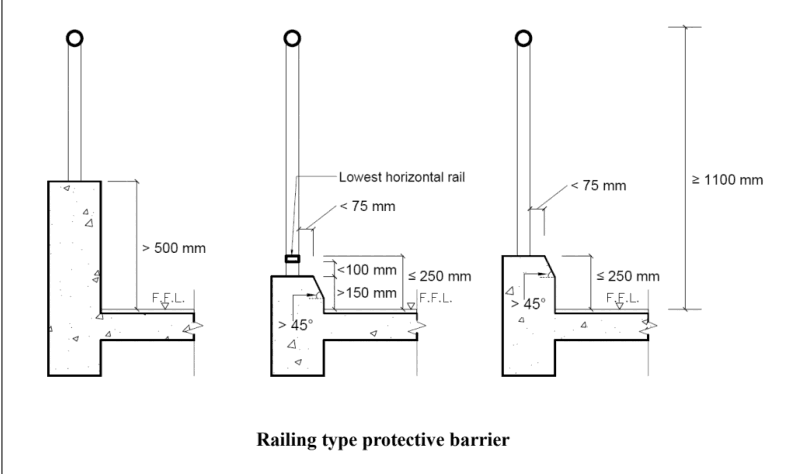 > 500 mm
F.F.L.
Lowest horizontal rail
< 75 mm
<100 mm
≤ 250 mm
>150 mm
F.F.L.
> 45°
< 75 mm
≤ 250 mm
F.F.L.
> 45°
≥ 1100 mm
Railing type protective barrier